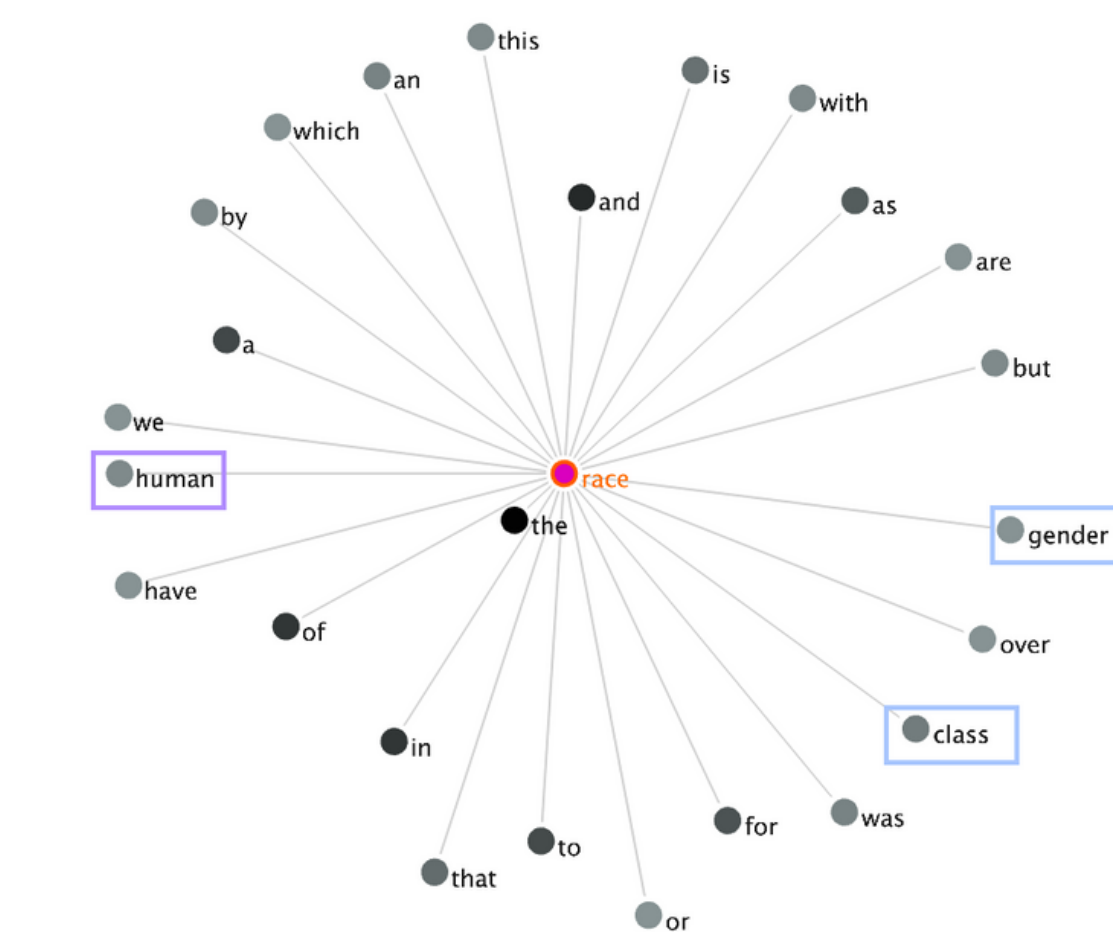 this
is
an
with
which
and
as
by
are
a
but
we
human
race
the
gender
have
of
over
class
in
was
for
to
that
or